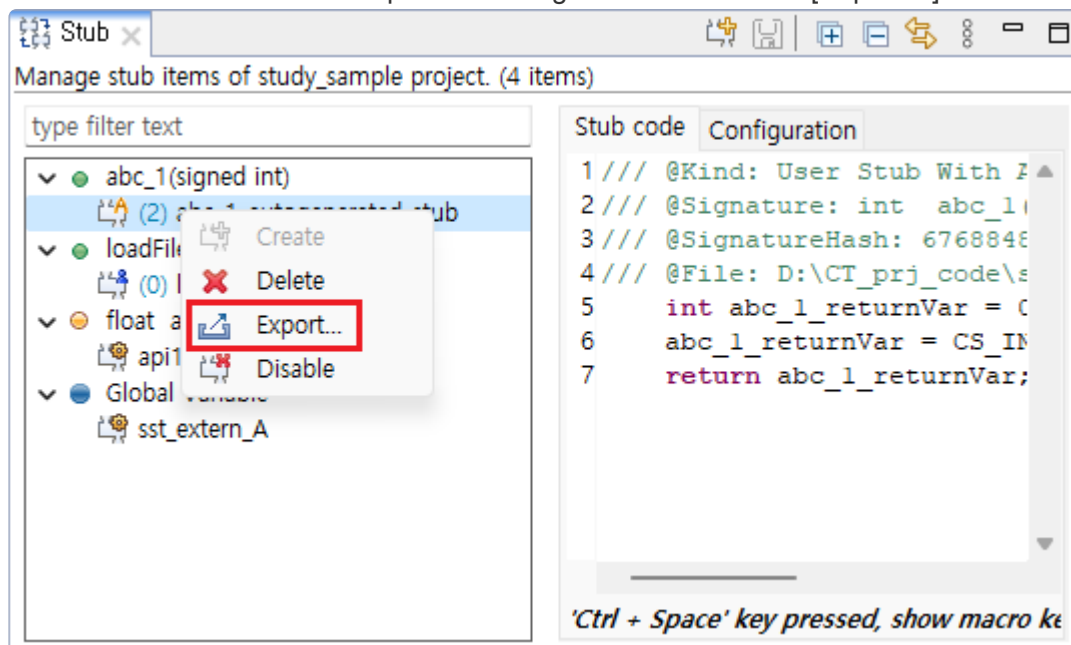 Stub
Manage stub items of study_sample project. (4 items)
type filter text
abc_1(signed int)
(2)
loadFile
(0)
float
api1
Global
sst_extern_A
Create
Delete
Export...
Disable
Stub code Configuration
1 /// @Kind: User Stub With
2 /// @Signature: int abc_1(
3 /// @SignatureHash: 676884
4 /// @File: D:\CT_prj_code\s
5 int abc_1_returnVar =
6 abc_1_returnVar = CS_IN
7 return abc_1_returnVar;
'Ctrl + Space' key pressed, show macro ke